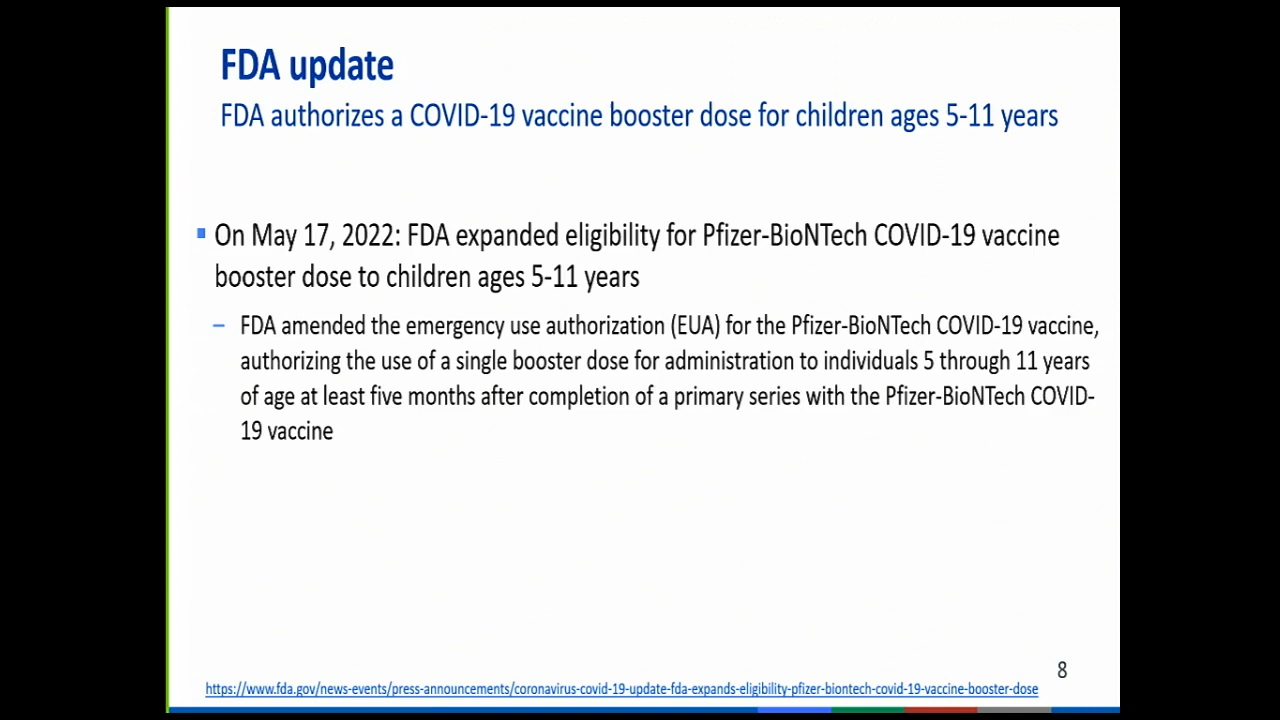 FDA update
FDA authorizes a COVID-19 vaccine booster dose for children ages 5-11 years
On May 17, 2022: FDA expanded eligibility for Pfizer-BioNTech COVID-19 vaccine
booster dose to children ages 5-11 years
– FDA amended the emergency use authorization (EUA) for the Pfizer-BioNTech COVID-19 vaccine,
authorizing the use of a single booster dose for administration to individuals 5 through 11 years
of age at least five months after completion of a primary series with the Pfizer-BioNTech COVID-
19 vaccine
8
https://www.fda.gov/news-events/press-announcements/coronavirus-covid-19-update-fda-expands-eligibility-pfizer-biontech-covid-19-vaccine-booster-dose